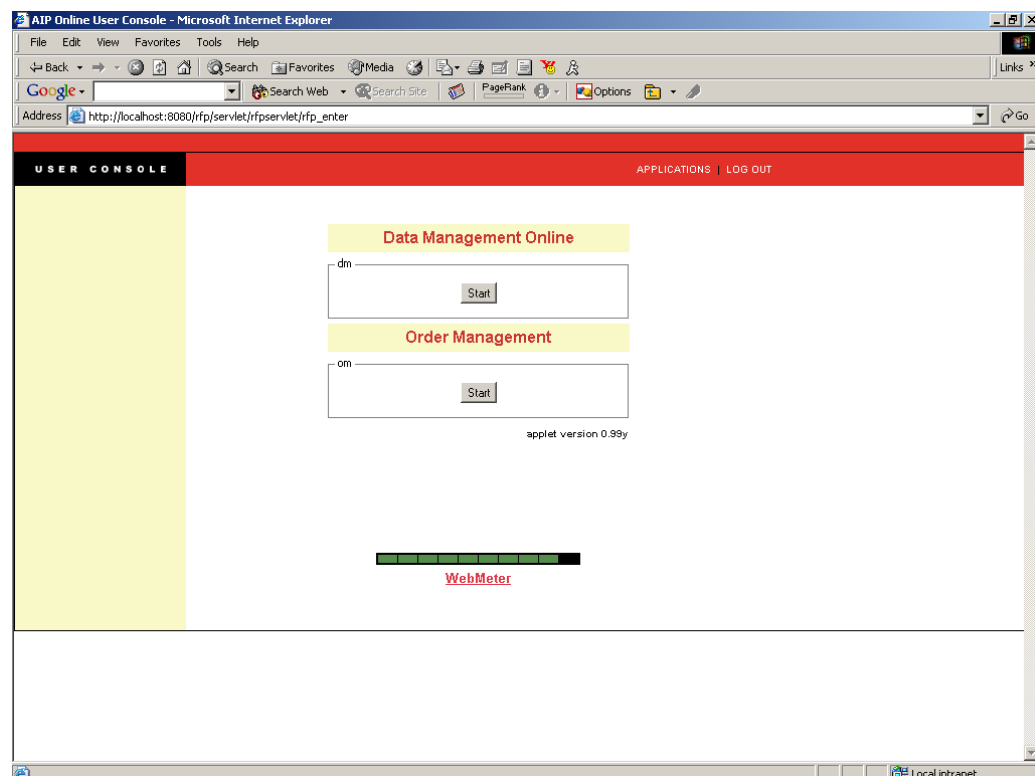 AIP Online User Console - Microsoft Internet Explorer
File Edit View Favorites Tools Help
Back Search Favorites Media Links »
Google Search Web Search Site PageRank Options
Address http://localhost:8080/rfp/servlet/rfpservlet/rfp_enter Go
USER CONSOLE APPLICATIONS | LOG OUT
Data Management Online
dm
Start
Order Management
om
Start
applet version 0.99y
WebMeter
Local intranet